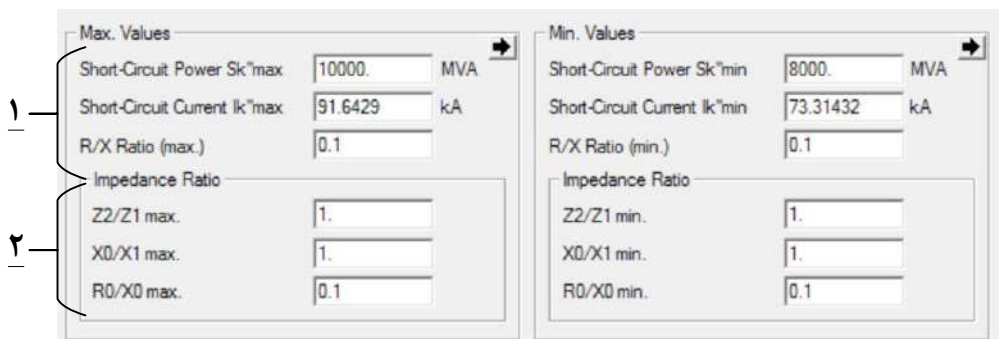 Max. Values
Short-Circuit Power Sk"max 10000. MVA
Short-Circuit Current Ik"max 91.6429 kA
R/X Ratio (max.) 0.1
Impedance Ratio
Z2/Z1 max. 1.
X0/X1 max. 1.
R0/X0 max. 0.1
Min. Values
Short-Circuit Power Sk"min 8000. MVA
Short-Circuit Current Ik"min 73.31432 kA
R/X Ratio (min.) 0.1
Impedance Ratio
Z2/Z1 min. 1.
X0/X1 min. 1.
R0/X0 min. 0.1
۱
۲